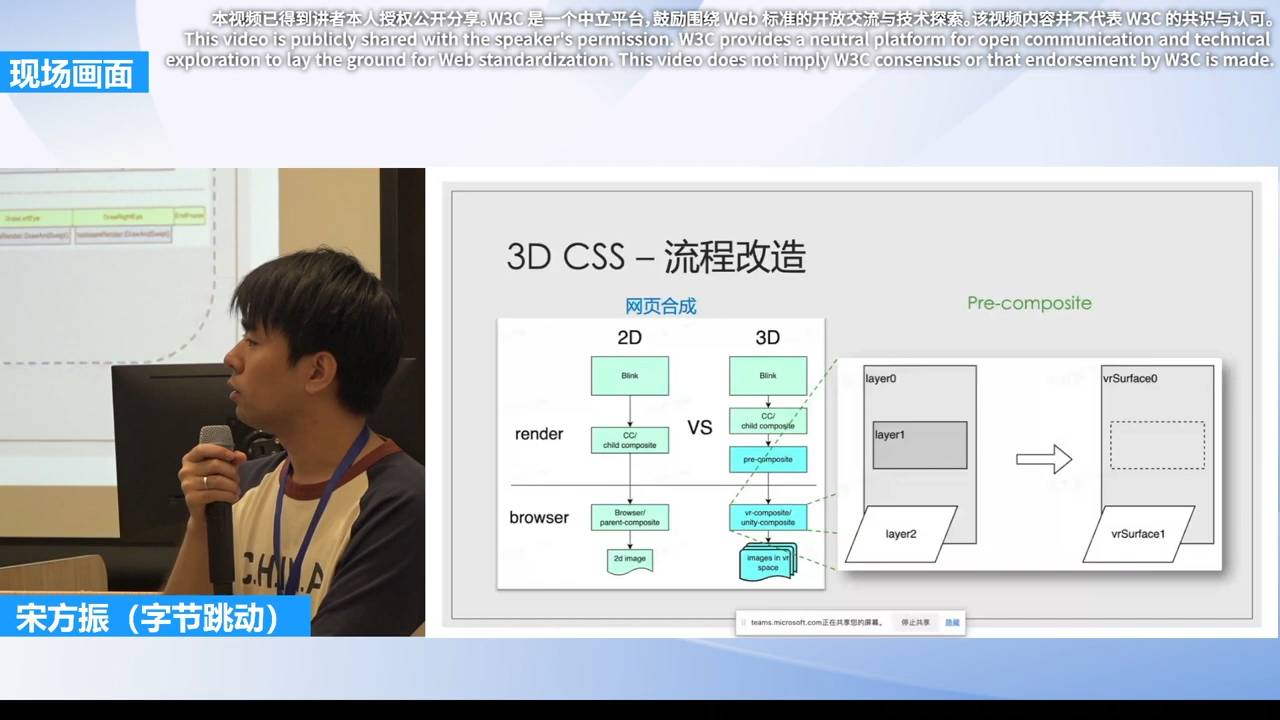 本视频已得到讲者本人授权公开分享。W3C 是一个中立平台，鼓励围绕 Web 标准的开放交流与技术探索。该视频内容并不代表 W3C 的共识与认可。
This video is publicly shared with the speaker's permission. W3C provides a neutral platform for open communication and technical
exploration to lay the ground for Web standardization. This video does not imply W3C consensus or that endorsement by W3C is made.
现场画面
DrawLeftEye
DrawRightEye
EndFrame
3D CSS – 流程改造
网页合成
Pre-composite
2D
3D
Blink
Blink
render
VS
CC/
child composite
CC/
child composite
pre-composite
browser
Browser/
parent-composite
vr-composite/
unity-composite
2d image
images in vr
space
layer0
layer1
layer2
vrSurface0
vrSurface1
C.HINA
宋方振（字节跳动）
teams.microsoft.com正在共享您的屏幕。
停止共享
隐藏